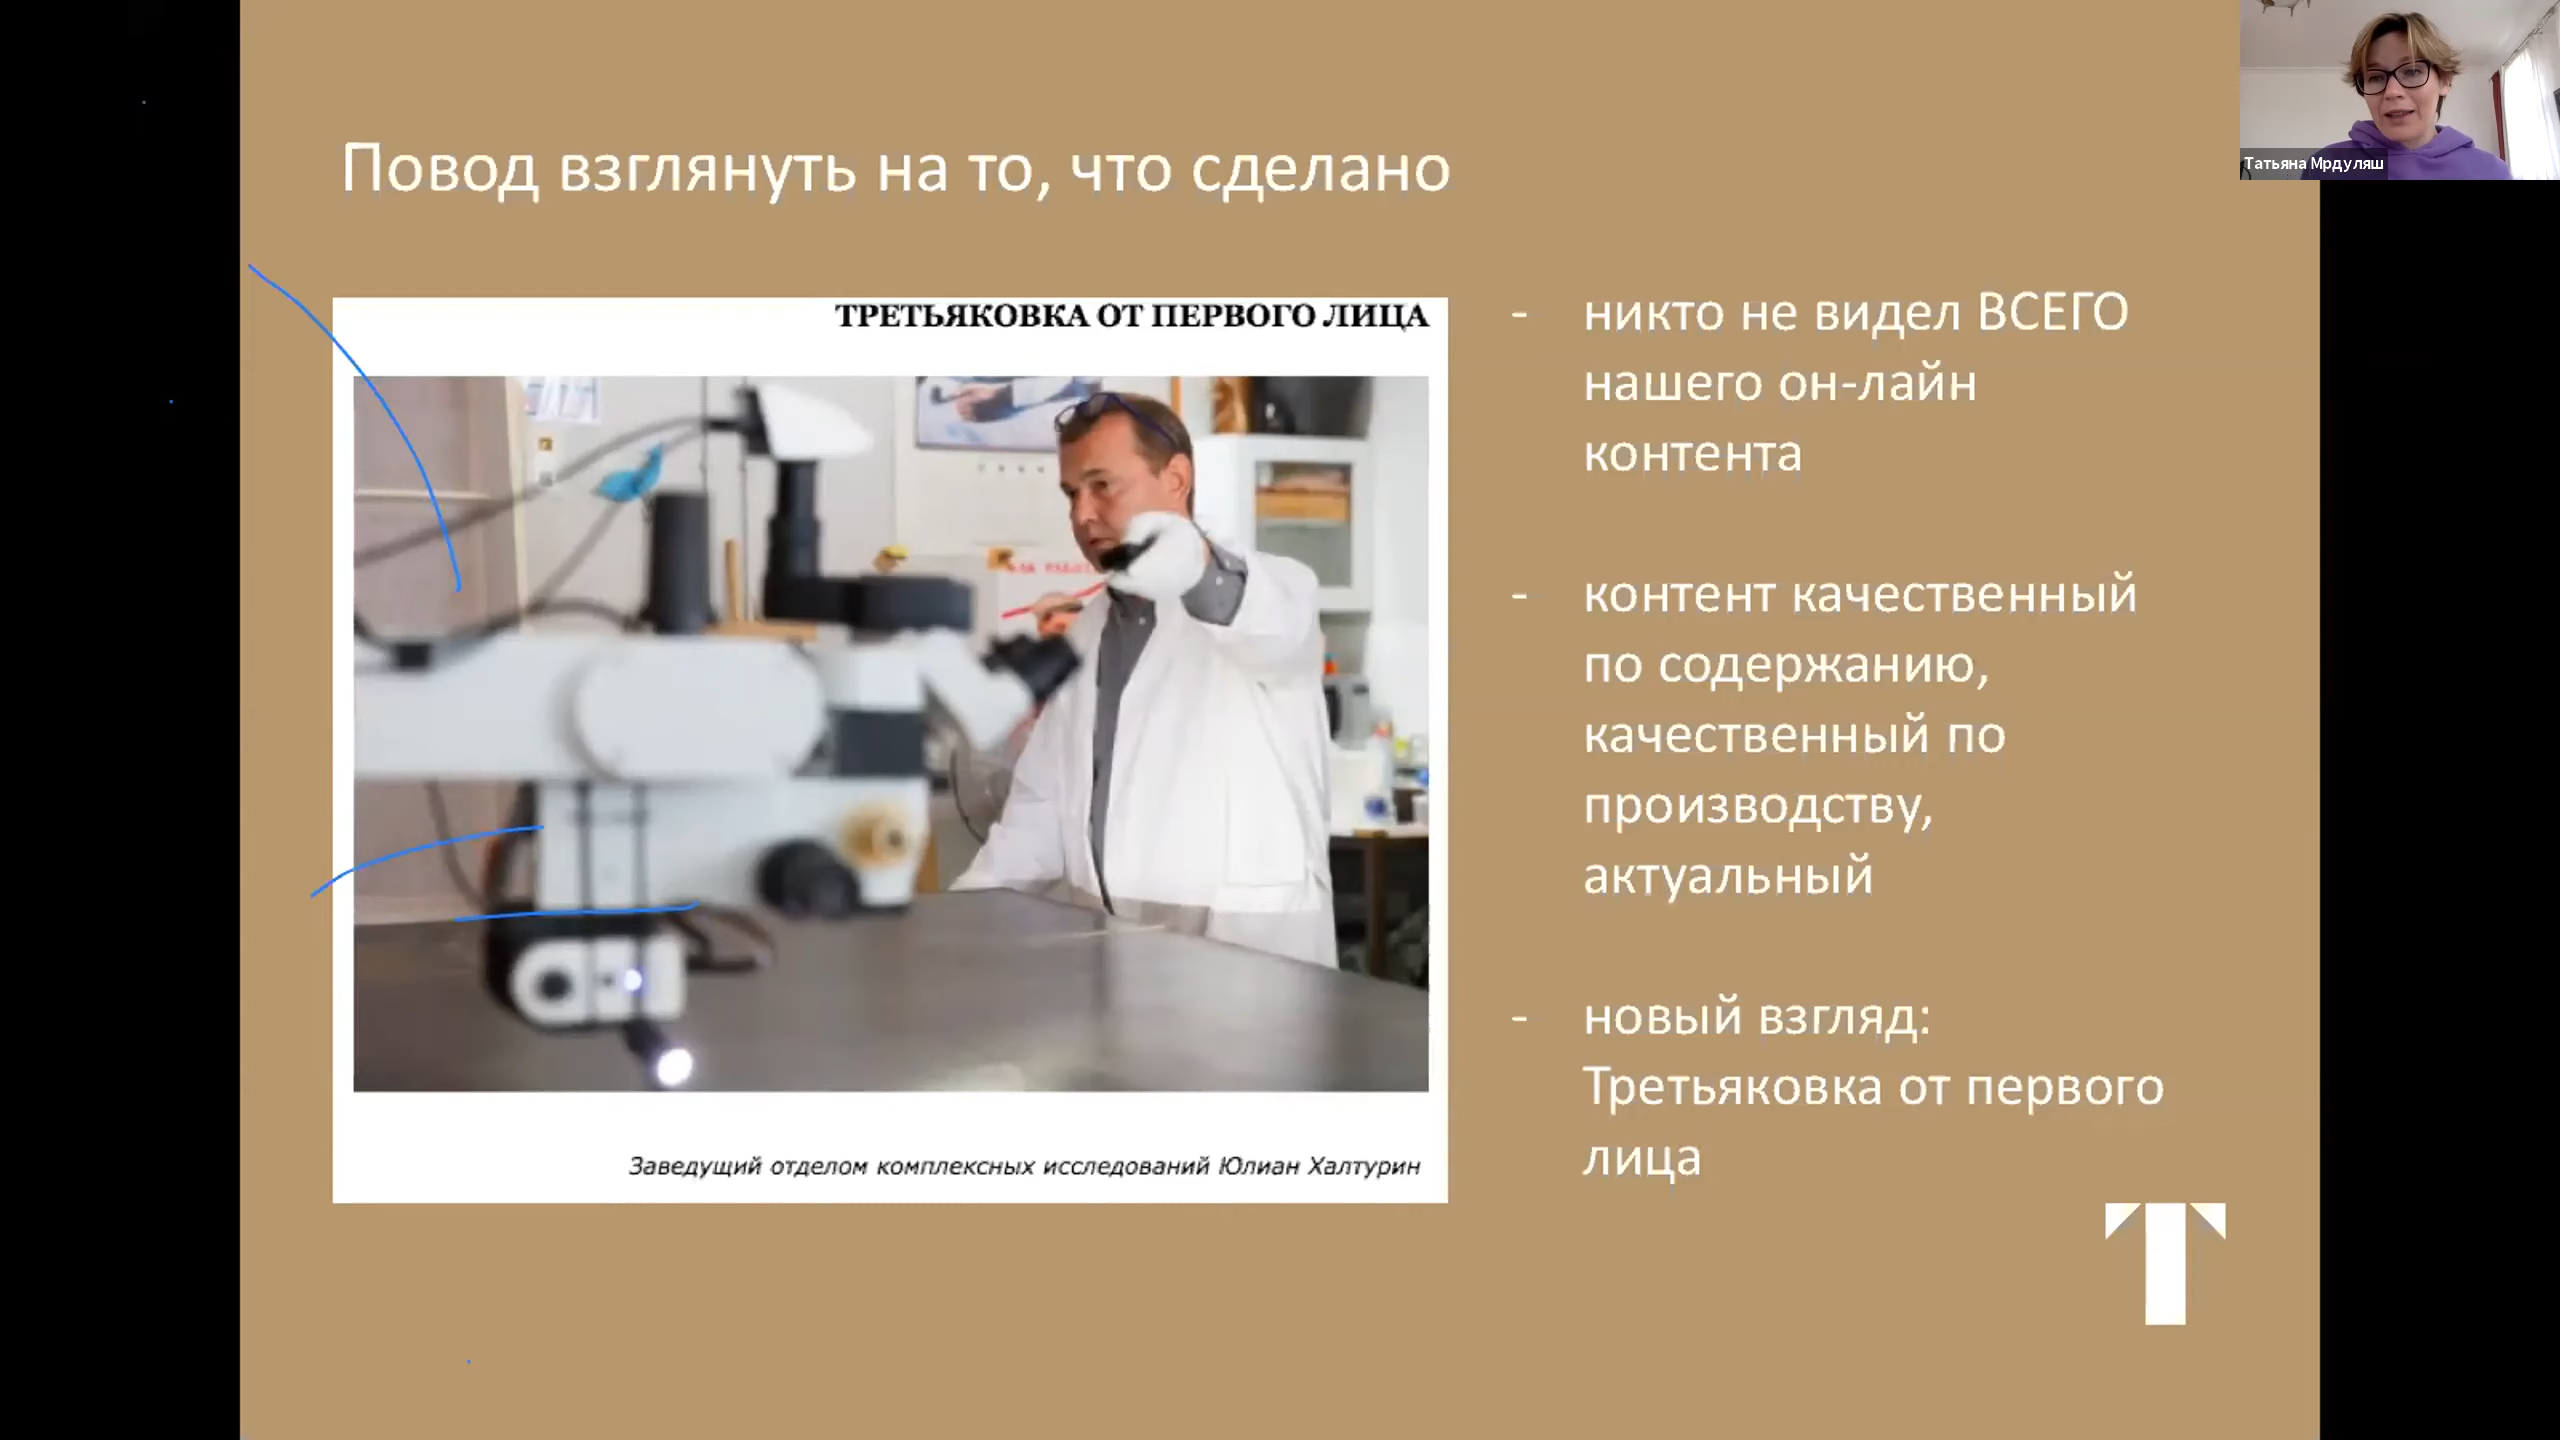 Татьяна Мрдуляш
Повод взглянуть на то, что сделано
ТРЕТЬЯКОВКА ОТ ПЕРВОГО ЛИЦА
Заведущий отделом комплексных исследований Юлиан Халтурин
- никто не видел ВСЕГО
нашего он-лайн
контента
- контент качественный
по содержанию,
качественный по
производству,
актуальный
- новый взгляд:
Третьяковка от первого
лица